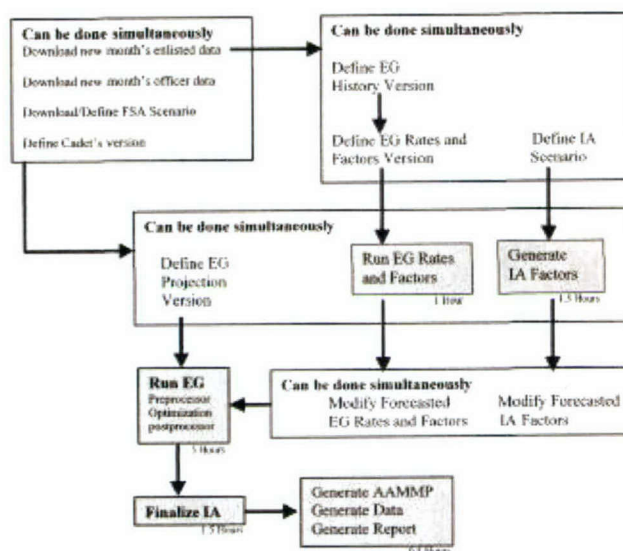 Can be done simultaneously
Download new month's enlisted data
Download new month's officer data
Download/Define FSA Scenario
Define Cadet's version
Can be done simultaneously
Define EG
History Version
Define EG Rates and
Factors Version
Define IA
Scenario
Can be done simultaneously
Define EG
Projection
Version
Run EG Rates
and Factors
1 Hour
Generate
IA Factors
1.5 Hours
Run EG
Preprocessor
Optimization
postprocessor
5 Hours
Can be done simultaneously
Modify Forecasted
EG Rates and Factors
Modify Forecasted
IA Factors
Finalize IA
1.5 Hours
Generate AAMMP
Generate Data
Generate Report
Hours